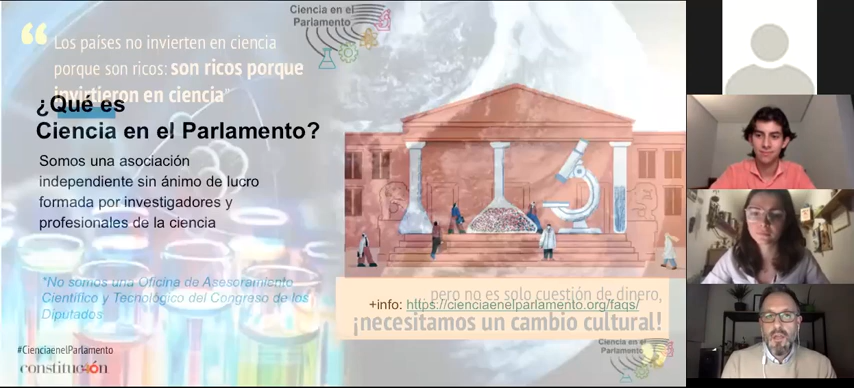 Ciencia en el
Parlamento
“ Los países no invierten en ciencia
porque son ricos: son ricos porque
invirtieron en ciencia"
¿Qué es
Ciencia en el Parlamento?
Somos una asociación
independiente sin ánimo de lucro
formada por investigadores y
profesionales de la ciencia
*No somos una Oficina de Asesoramiento
Científico y Tecnológico del Congreso de los
Diputados
pero no es solo cuestión de dinero,
+info: https://cienciaenelparlamento.org/faqs/
¡necesitamos un cambio cultural!
#CienciaenelParlamento
constitución
Ciencia en el
Parlamento